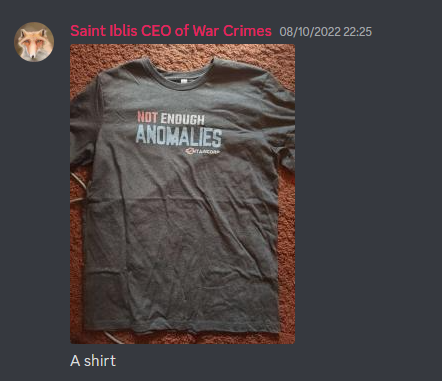 Saint Iblis CEO of War Crimes 08/10/2022 22:25
NOT ENOUGH
ANOMALIES
A shirt